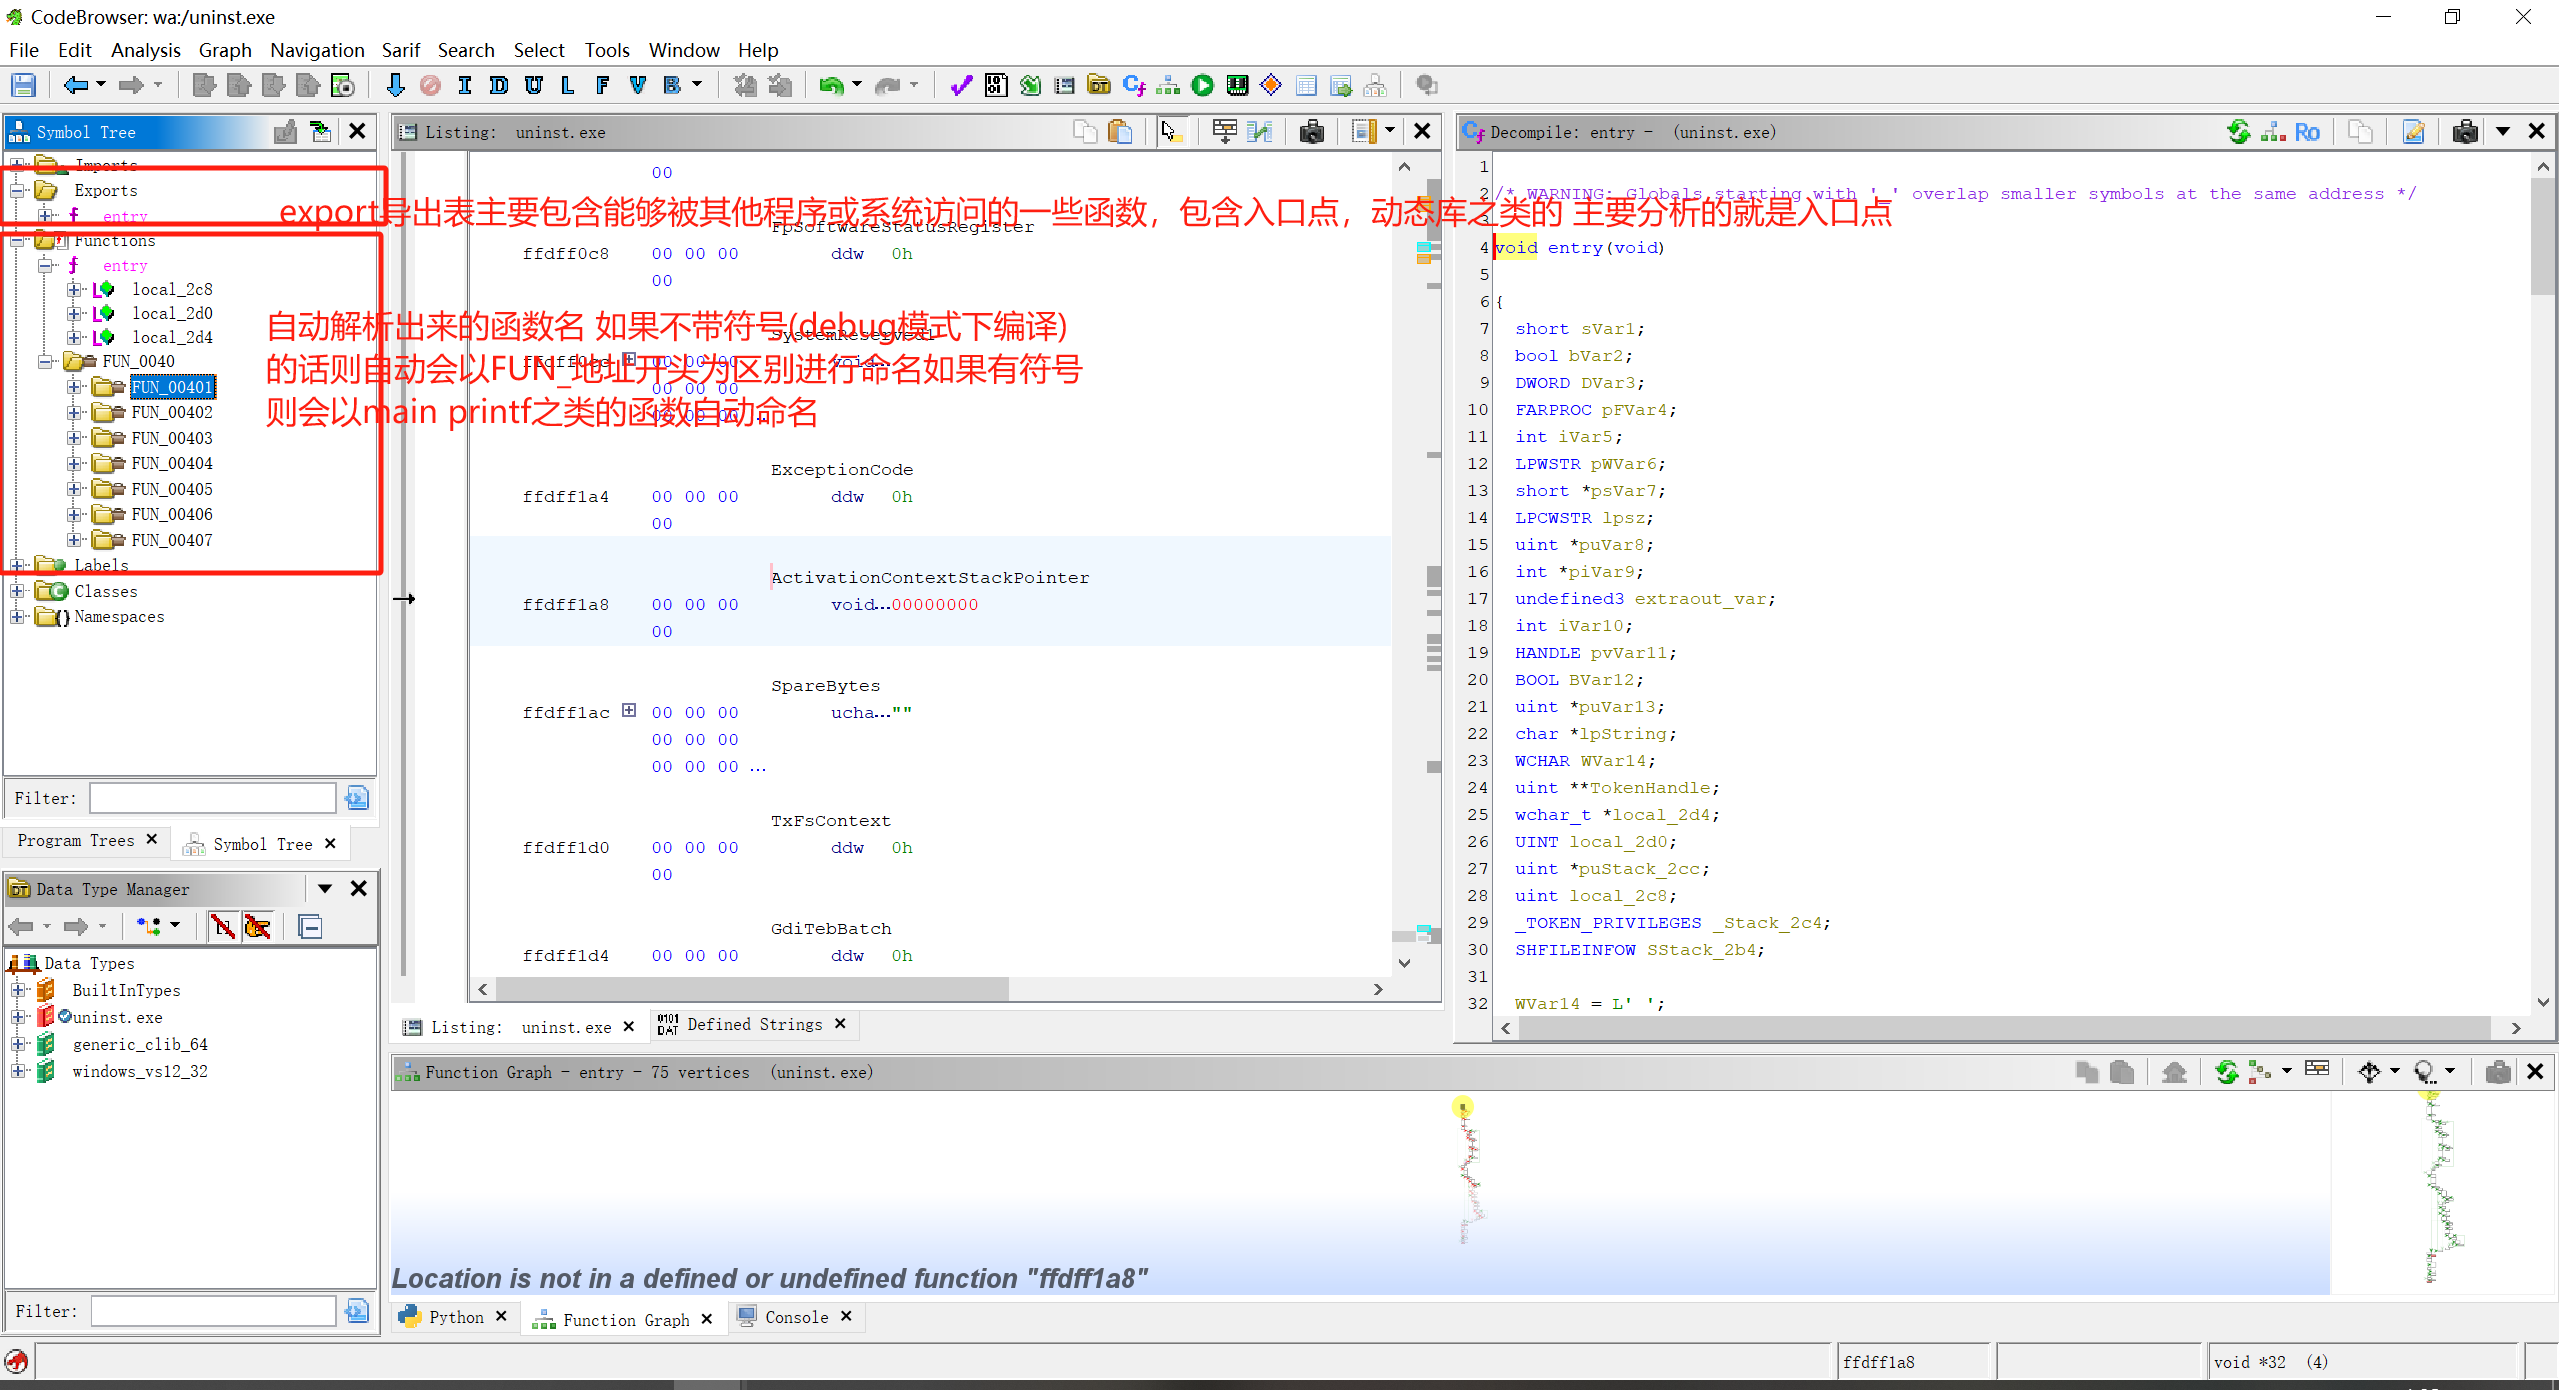 CodeBrowser: wa:/uninst.exe
File Edit Analysis Graph Navigation Sarif Search Select Tools Window Help
I D U L F V B
Symbol Tree
Imports
Exports
entry
Functions
entry
local_2c8
local_2d0
local_2d4
FUN_0040
FUN_00401
FUN_00402
FUN_00403
FUN_00404
FUN_00405
FUN_00406
FUN_00407
Labels
Classes
Namespaces
Filter:
Program Trees
Symbol Tree
export导出表主要包含能够被其他程序或系统访问的一些函数，包含入口点，动态库之类的 主要分析的就是入口点
自动解析出来的函数名 如果不带符号(debug模式下编译)
的话则自动会以FUN_地址开头为区别进行命名如果有符号
则会以main printf之类的函数自动命名
Data Type Manager
Data Types
BuiltInTypes
uninst.exe
generic_clib_64
windows_vs12_32
Filter:
Listing: uninst.exe
00
FpSoftwareStatusRegister
ffdff0c8 00 00 00 ddw 0h
00
SystemReserved1
00 00 00 void...
00 00 00
00 00 00 ...
ExceptionCode
ffdff1a4 00 00 00 ddw 0h
00
ActivationContextStackPointer
ffdff1a8 00 00 00 void...00000000
00
SpareBytes
ffdff1ac 00 00 00 ucha...""
00 00 00
00 00 00 ...
TxFsContext
ffdff1d0 00 00 00 ddw 0h
00
GdiTebBatch
ffdff1d4 00 00 00 ddw 0h
Listing: uninst.exe
Defined Strings
Decompile: entry - (uninst.exe)
1
2 /* WARNING: Globals starting with '_' overlap smaller symbols at the same address */
3
4 void entry(void)
5
6 {
7 short sVar1;
8 bool bVar2;
9 DWORD DVar3;
10 FARPROC pFVar4;
11 int iVar5;
12 LPWSTR pWVar6;
13 short *psVar7;
14 LPCWSTR lpsz;
15 uint *puVar8;
16 int *piVar9;
17 undefined3 extraout_var;
18 int iVar10;
19 HANDLE pvVar11;
20 BOOL BVar12;
21 uint *puVar13;
22 char *lpString;
23 WCHAR WVar14;
24 uint **TokenHandle;
25 wchar_t *local_2d4;
26 UINT local_2d0;
27 uint *puStack_2cc;
28 uint local_2c8;
29 _TOKEN_PRIVILEGES _Stack_2c4;
30 SHFILEINFOW SStack_2b4;
31
32 WVar14 = L' ';
Function Graph - entry - 75 vertices (uninst.exe)
Location is not in a defined or undefined function "ffdff1a8"
Python
Function Graph
Console
ffdff1a8
void *32 (4)